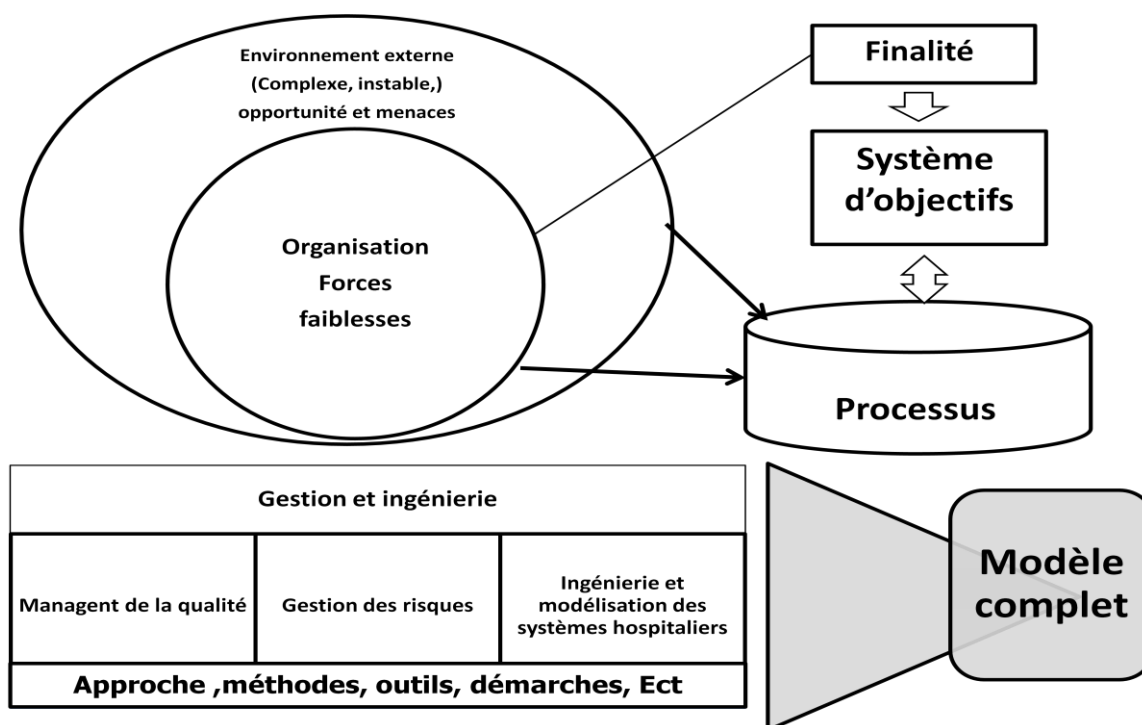 Environnement externe
(Complexe, instable,)
opportunité et menaces
Organisation
Forces
faiblesses
Finalité
Système
d’objectifs
Processus
Gestion et ingénierie
Managent de la qualité
Gestion des risques
Ingénierie et
modélisation des
systèmes hospitaliers
Approche ,méthodes, outils, démarches, Ect
Modèle
complet